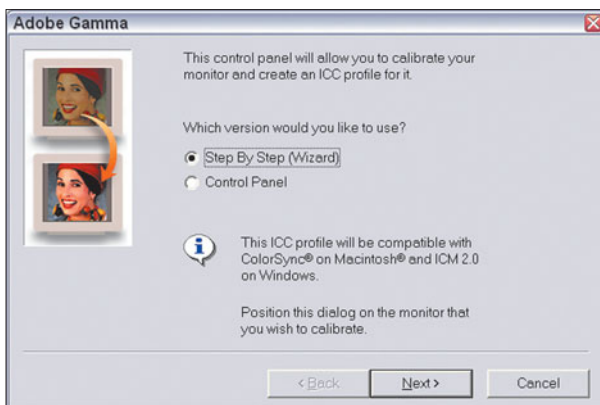 Adobe Gamma
This control panel will allow you to calibrate your
monitor and create an ICC profile for it.
Which version would you like to use?
Step By Step (Wizard)
Control Panel
This ICC profile will be compatible with
ColorSync® on Macintosh® and ICM 2.0
on Windows.
Position this dialog on the monitor that
you wish to calibrate.
< Back
Next >
Cancel